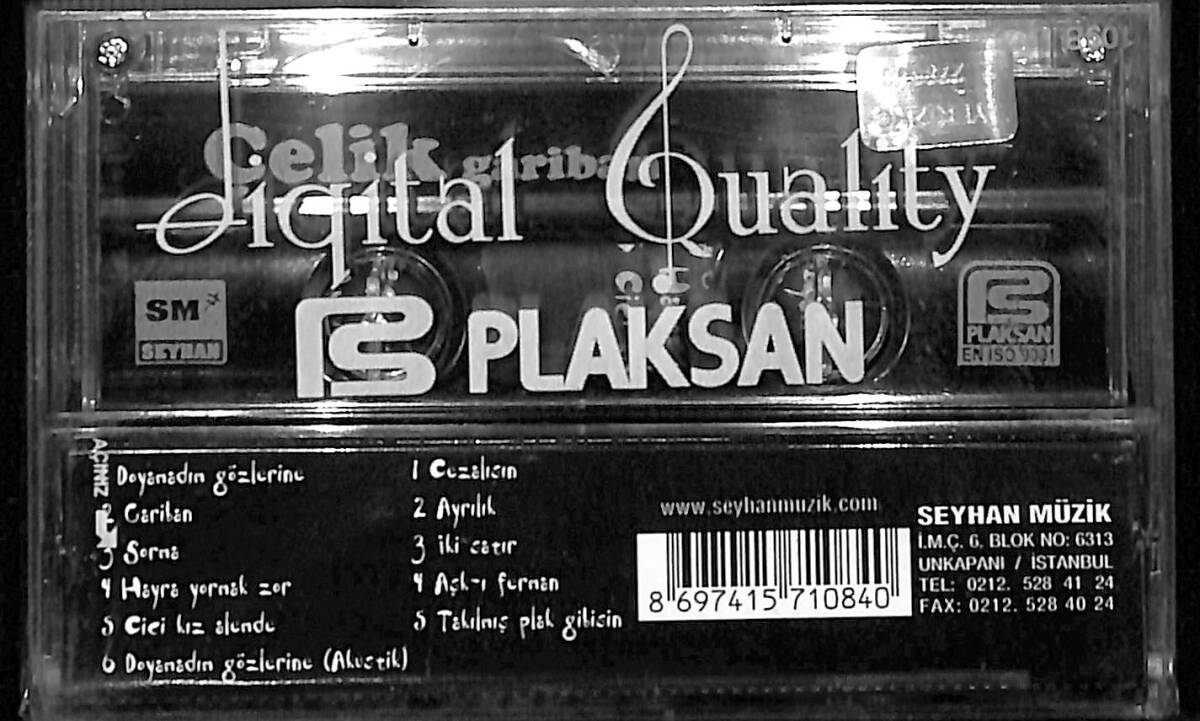 Çelik gariban
Digital Quality
SM
SEYHAN
PLAKSAN
PLAKSAN
EN ISO 9001
AÇINIZ
Doyamadın gözlerine
2 Gariban
3 Sorma
4 Hayra yormak zor
5 Cici kız alemde
6 Doyamadın gözlerine (Akustik)
1 Cezalısın
2 Ayrılık
3 iki satır
4 Aşk-ı ferman
5 Takılmış plak gibisin
www.seyhanmuzik.com
8 697415 710840
SEYHAN MÜZİK
İ.M.Ç. 6. BLOK NO: 6313
UNKAPANI / İSTANBUL
TEL: 0212. 528 41 24
FAX: 0212. 528 40 24